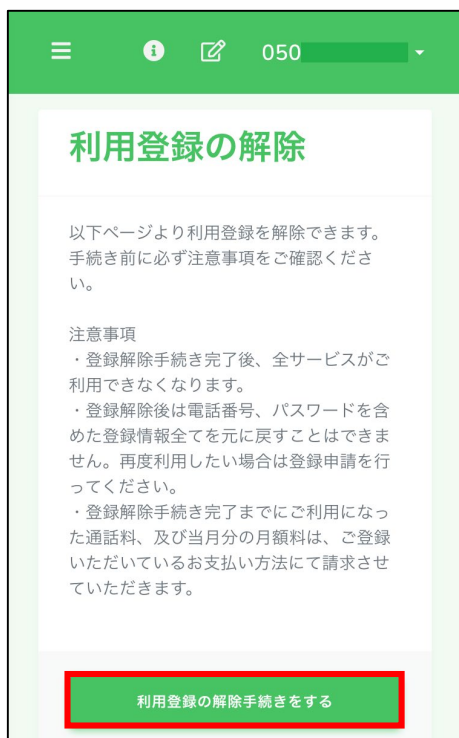 050
利用登録の解除
以下ページより利用登録を解除できます。
手続き前に必ず注意事項をご確認くださ
い。
注意事項
・登録解除手続き完了後、全サービスがご
利用できなくなります。
・登録解除後は電話番号、パスワードを含
めた登録情報全てを元に戻すことはできま
せん。再度利用したい場合は登録申請を行
ってください。
・登録解除手続き完了までにご利用になっ
た通話料、及び当月分の月額料は、ご登録
いただいているお支払い方法にて請求させ
ていただきます。
利用登録の解除手続きをする